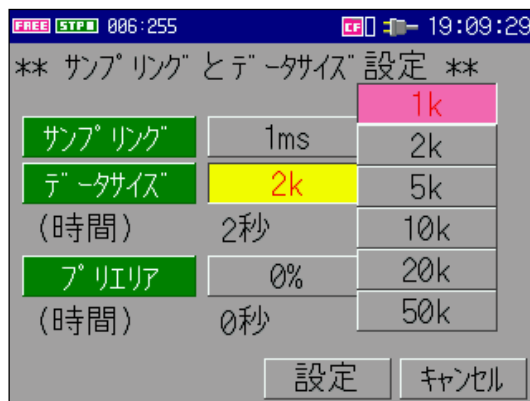 FREE STP 006:255 CF 19:09:29
** サンプリングとデータサイズ設定 **
サンプリング 1ms
データサイズ 2k
(時間) 2秒
プリエリア 0%
(時間) 0秒
1k
2k
5k
10k
20k
50k
設定 キャンセル